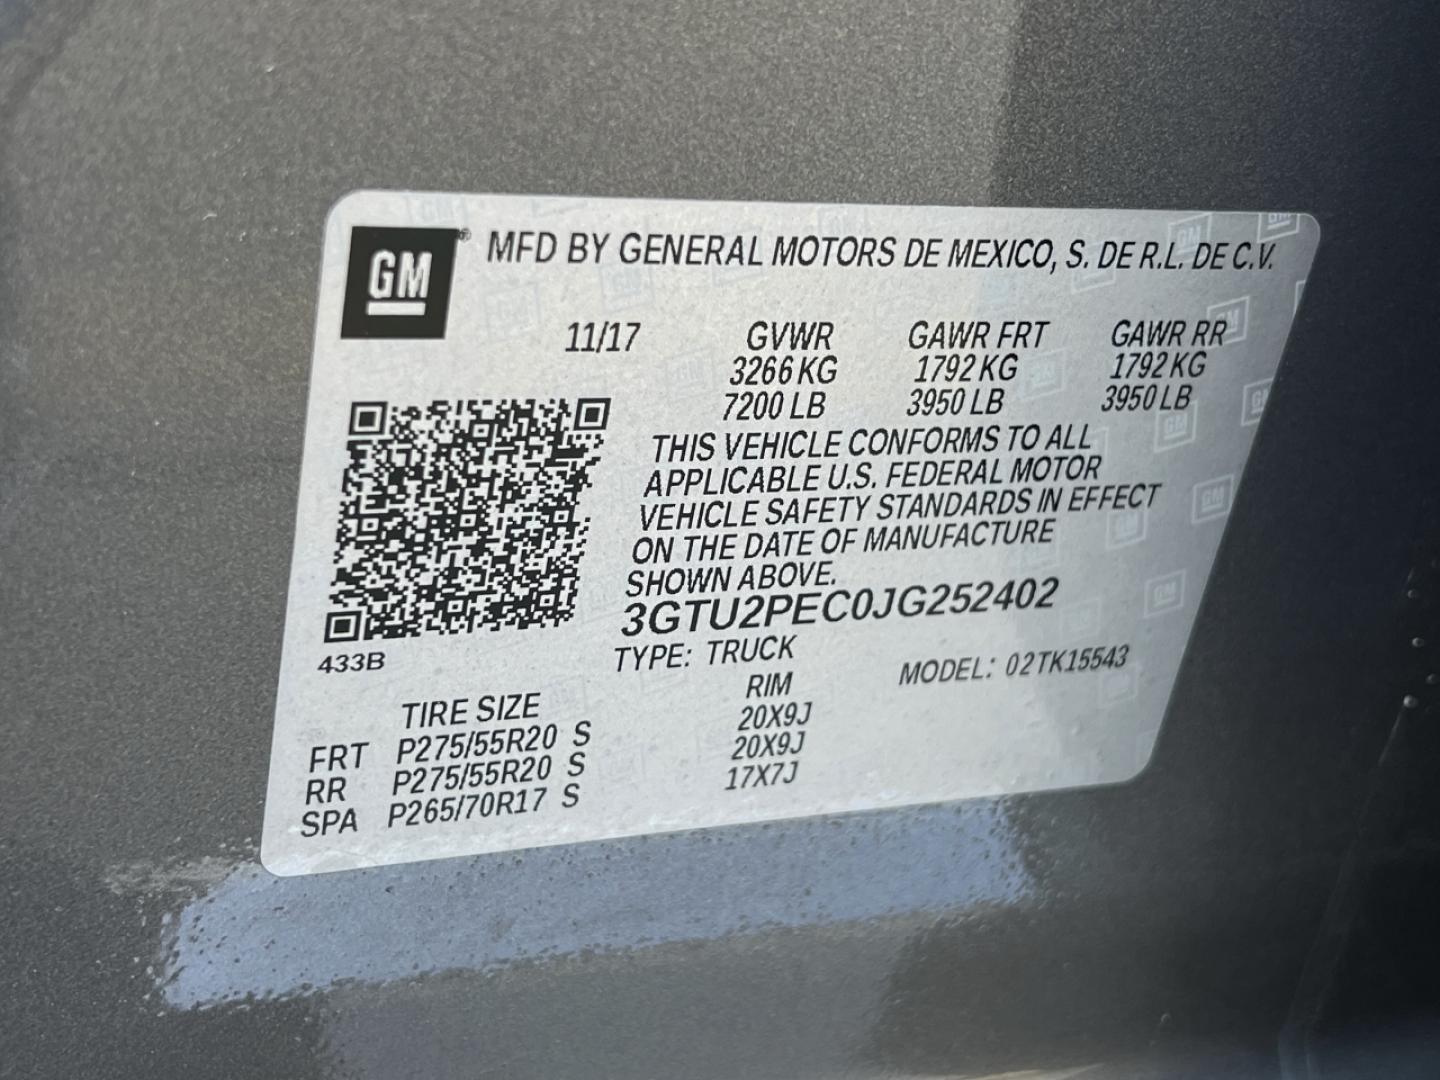 GM® MFD BY GENERAL MOTORS DE MEXICO, S. DE R.L. DE C.V.
11/17 GVWR GAWR FRT GAWR RR
3266 KG 1792 KG 1792 KG
7200 LB 3950 LB 3950 LB
THIS VEHICLE CONFORMS TO ALL
APPLICABLE U.S. FEDERAL MOTOR
VEHICLE SAFETY STANDARDS IN EFFECT
ON THE DATE OF MANUFACTURE
SHOWN ABOVE.
3GTU2PEC0JG252402
433B TYPE: TRUCK MODEL: 02TK15543
TIRE SIZE RIM
FRT P275/55R20 S 20X9J
RR P275/55R20 S 20X9J
SPA P265/70R17 S 17X7J